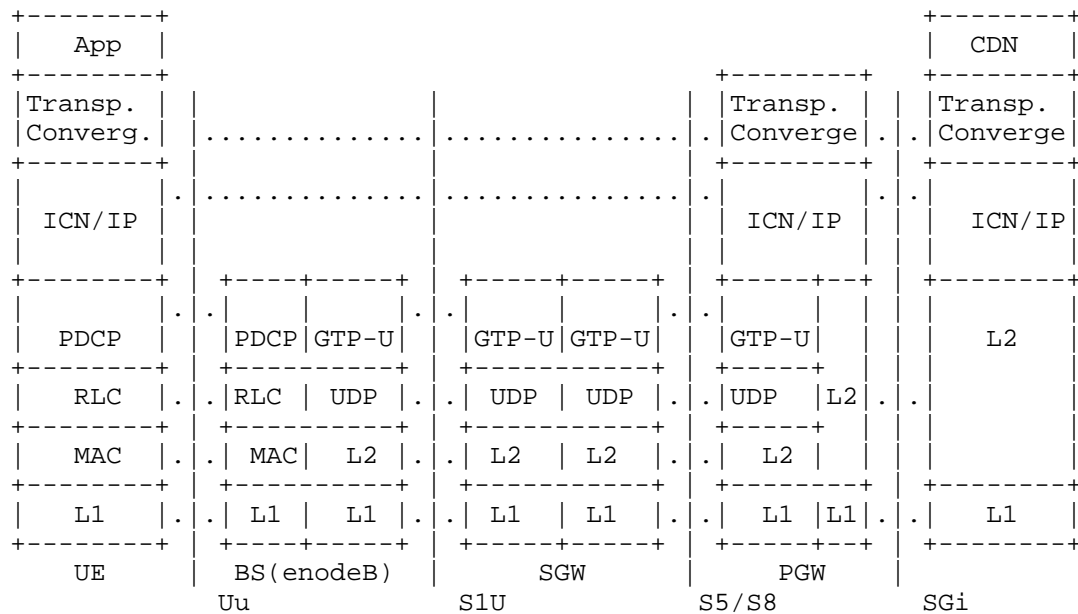 +--------+                                                     +--------+
|   App  |                                                     |  CDN   |
+--------+                                         +--------+  +--------+
|Transp. | |                   |                 | |Transp. | | |Transp. |
|Converg.| |...................|.................|.|Converge|.|.|Converge|
+--------+ |                   |                 | +--------+ | +--------+
|        |.|...................|.................|.|        |.|.|        |
| ICN/IP | |                   |                 | | ICN/IP | | | ICN/IP |
|        | |                   |                 | |        | | |        |
+--------+ | +----+-----+      | +-----+-----+   | +-----+--+ | +--------+
|        |.|.|    |     |.     |.|     |     |.  |.|     |  | | |        |
|  PDCP  | | |PDCP|GTP-U|      | |GTP-U|GTP-U|   | |GTP-U|  | | |   L2   |
+--------+ | +----------+      | +-----------+   | +-----+  | | |        |
|   RLC  |.|.|RLC | UDP |.     |.| UDP | UDP |.  |.|UDP  |L2|.|.|        |
+--------+ | +----------+      | +-----------+   | +-----+  | | |        |
|   MAC  |.|.| MAC|  L2 |.     |.| L2  | L2  |.  |.|  L2 |  | | |        |
+--------+ | +----------+      | +-----------+   | +--------+ | +--------+
|   L1   |.|.| L1 |  L1 |.     |.| L1  | L1  |.  |.|  L1 |L1|.|.|   L1   |
+--------+ | +----+-----+      | +-----+-----+   | +-----+--+ | +--------+
UE | BS(enodeB) | SGW | PGW |
Uu S1U S5/S8 SGi